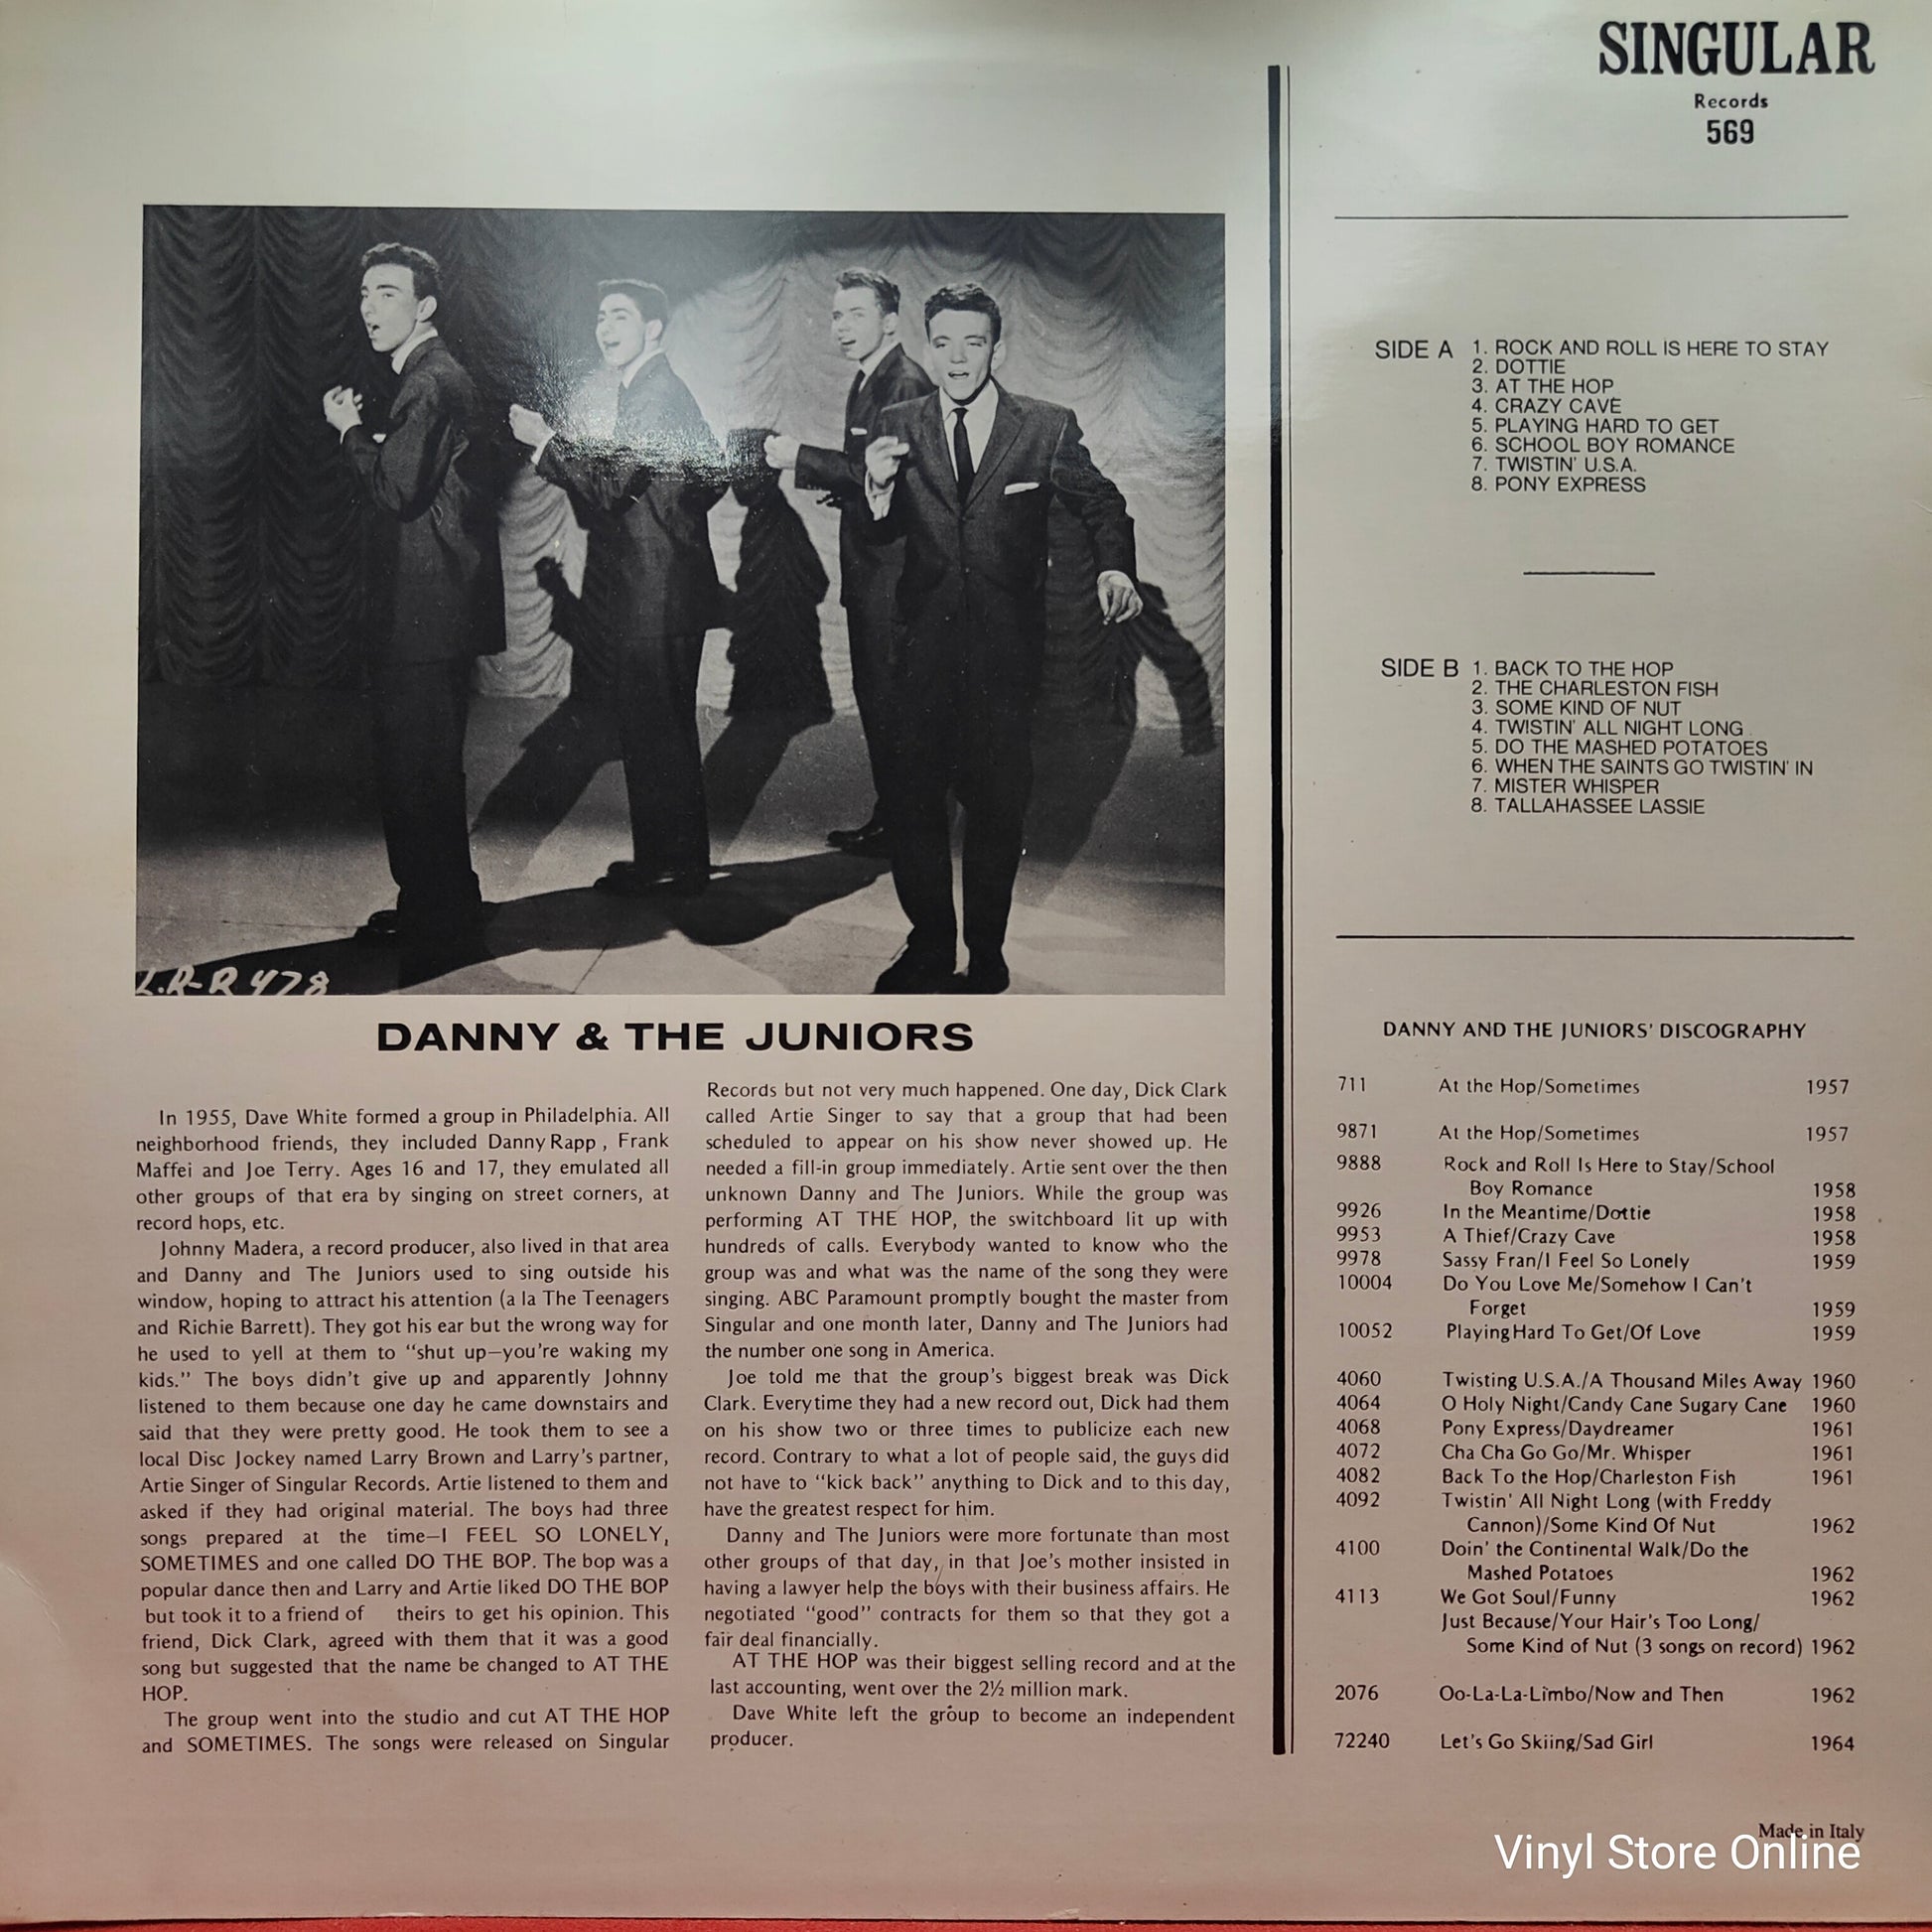 SINGULAR
Records
569
SIDE A 1. ROCK AND ROLL IS HERE TO STAY
2. DOTTIE
3. AT THE HOP
4. CRAZY CAVE
5. PLAYING HARD TO GET
6. SCHOOL BOY ROMANCE
7. TWISTIN' U.S.A.
8. PONY EXPRESS
SIDE B 1. BACK TO THE HOP
2. THE CHARLESTON FISH
3. SOME KIND OF NUT
4. TWISTIN' ALL NIGHT LONG
5. DO THE MASHED POTATOES
6. WHEN THE SAINTS GO TWISTIN' IN
7. MISTER WHISPER
8. TALLAHASSEE LASSIE
L.R-R 478
DANNY & THE JUNIORS
In 1955, Dave White formed a group in Philadelphia. All
neighborhood friends, they included Danny Rapp , Frank
Maffei and Joe Terry. Ages 16 and 17, they emulated all
other groups of that era by singing on street corners, at
record hops, etc.
Johnny Madera, a record producer, also lived in that area
and Danny and The Juniors used to sing outside his
window, hoping to attract his attention (a la The Teenagers
and Richie Barrett). They got his ear but the wrong way for
he used to yell at them to "shut up—you're waking my
kids." The boys didn't give up and apparently Johnny
listened to them because one day he came downstairs and
said that they were pretty good. He took them to see a
local Disc Jockey named Larry Brown and Larry's partner,
Artie Singer of Singular Records. Artie listened to them and
asked if they had original material. The boys had three
songs prepared at the time—I FEEL SO LONELY,
SOMETIMES and one called DO THE BOP. The bop was a
popular dance then and Larry and Artie liked DO THE BOP
but took it to a friend of theirs to get his opinion. This
friend, Dick Clark, agreed with them that it was a good
song but suggested that the name be changed to AT THE
HOP.
The group went into the studio and cut AT THE HOP
and SOMETIMES. The songs were released on Singular
Records but not very much happened. One day, Dick Clark
called Artie Singer to say that a group that had been
scheduled to appear on his show never showed up. He
needed a fill-in group immediately. Artie sent over the then
unknown Danny and The Juniors. While the group was
performing AT THE HOP, the switchboard lit up with
hundreds of calls. Everybody wanted to know who the
group was and what was the name of the song they were
singing. ABC Paramount promptly bought the master from
Singular and one month later, Danny and The Juniors had
the number one song in America.
Joe told me that the group's biggest break was Dick
Clark. Everytime they had a new record out, Dick had them
on his show two or three times to publicize each new
record. Contrary to what a lot of people said, the guys did
not have to "kick back" anything to Dick and to this day,
have the greatest respect for him.
Danny and The Juniors were more fortunate than most
other groups of that day, in that Joe's mother insisted in
having a lawyer help the boys with their business affairs. He
negotiated "good" contracts for them so that they got a
fair deal financially.
AT THE HOP was their biggest selling record and at the
last accounting, went over the 2½ million mark.
Dave White left the group to become an independent
producer.
DANNY AND THE JUNIORS' DISCOGRAPHY
711 At the Hop/Sometimes 1957
9871 At the Hop/Sometimes 1957
9888 Rock and Roll Is Here to Stay/School
Boy Romance 1958
9926 In the Meantime/Dottie 1958
9953 A Thief/Crazy Cave 1958
9978 Sassy Fran/I Feel So Lonely 1959
10004 Do You Love Me/Somehow I Can't
Forget 1959
10052 Playing Hard To Get/Of Love 1959
4060 Twisting U.S.A./A Thousand Miles Away 1960
4064 O Holy Night/Candy Cane Sugary Cane 1960
4068 Pony Express/Daydreamer 1961
4072 Cha Cha Go Go/Mr. Whisper 1961
4082 Back To the Hop/Charleston Fish 1961
4092 Twistin' All Night Long (with Freddy
Cannon)/Some Kind Of Nut 1962
4100 Doin' the Continental Walk/Do the
Mashed Potatoes 1962
4113 We Got Soul/Funny 1962
Just Because/Your Hair's Too Long/
Some Kind of Nut (3 songs on record) 1962
2076 Oo-La-La-Limbo/Now and Then 1962
72240 Let's Go Skiing/Sad Girl 1964
Made in Italy
Vinyl Store Online